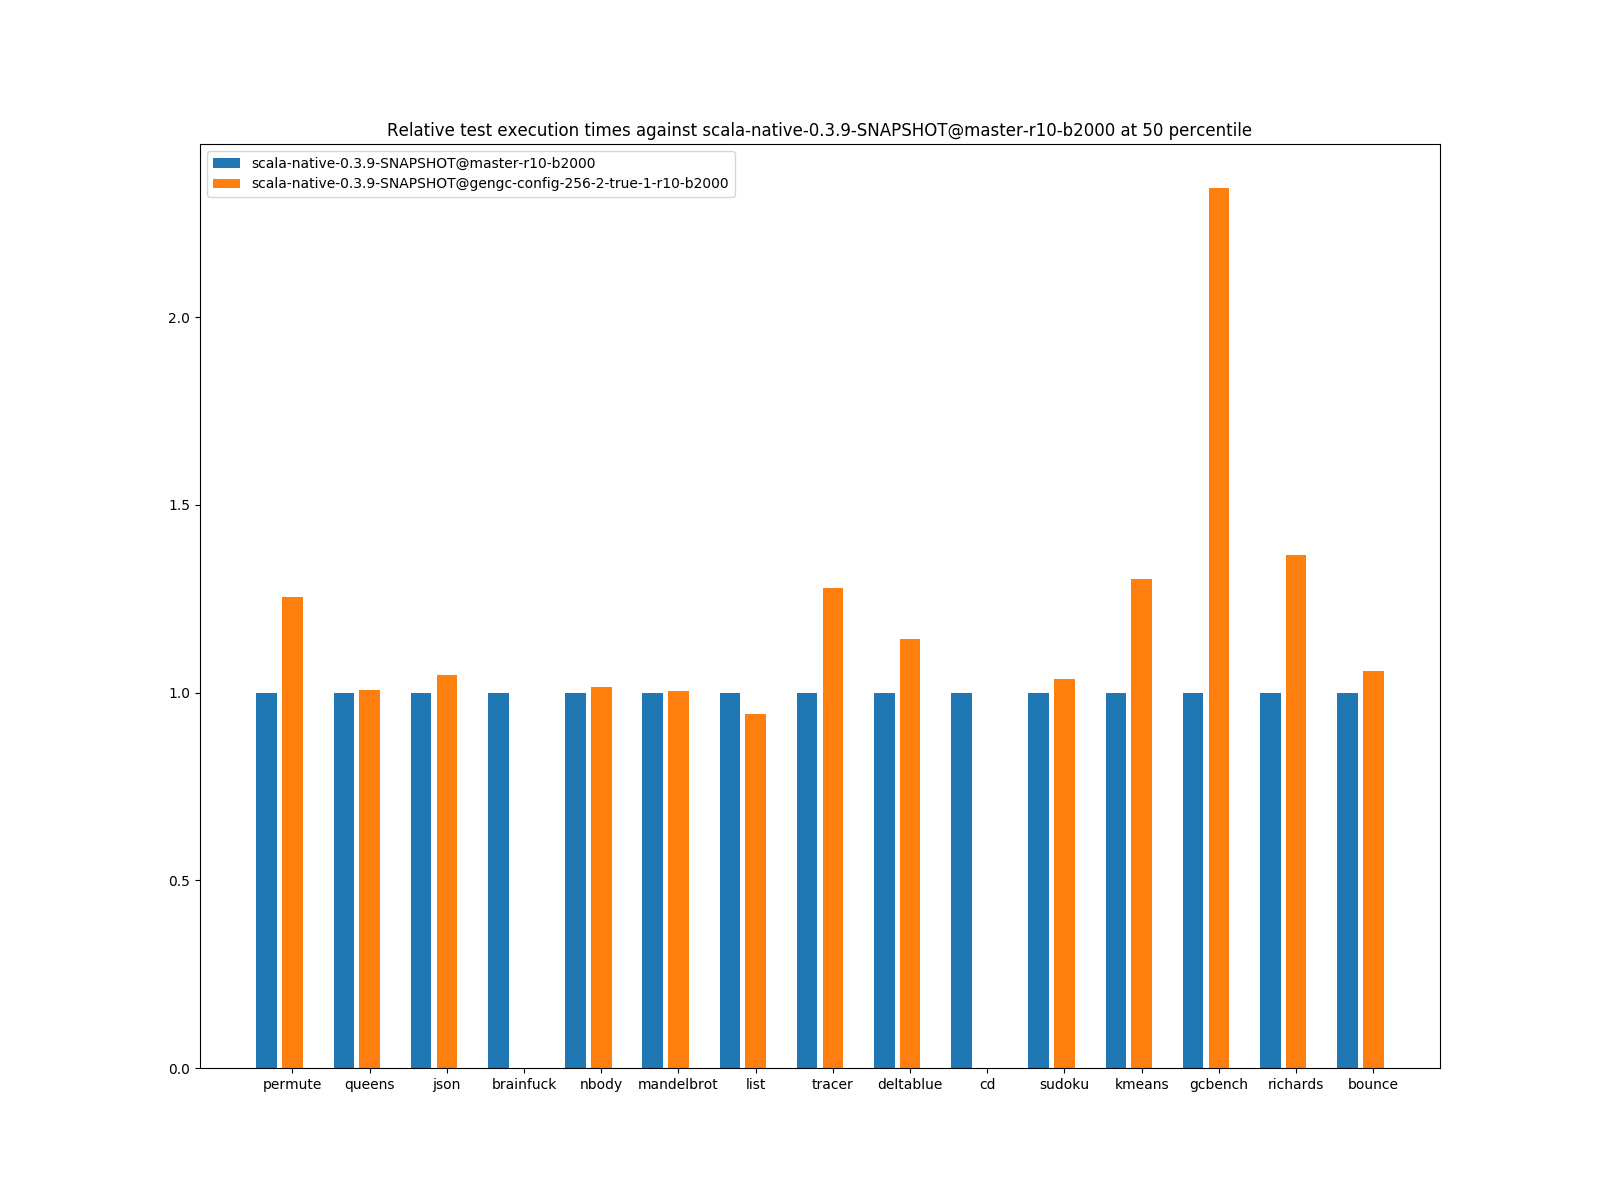 Relative test execution times against scala-native-0.3.9-SNAPSHOT@master-r10-b2000 at 50 percentile
scala-native-0.3.9-SNAPSHOT@master-r10-b2000
scala-native-0.3.9-SNAPSHOT@gengc-config-256-2-true-1-r10-b2000
2.0
1.5
1.0
0.5
0.0
permute queens json brainfuck nbody mandelbrot list tracer deltablue cd sudoku kmeans gcbench richards bounce